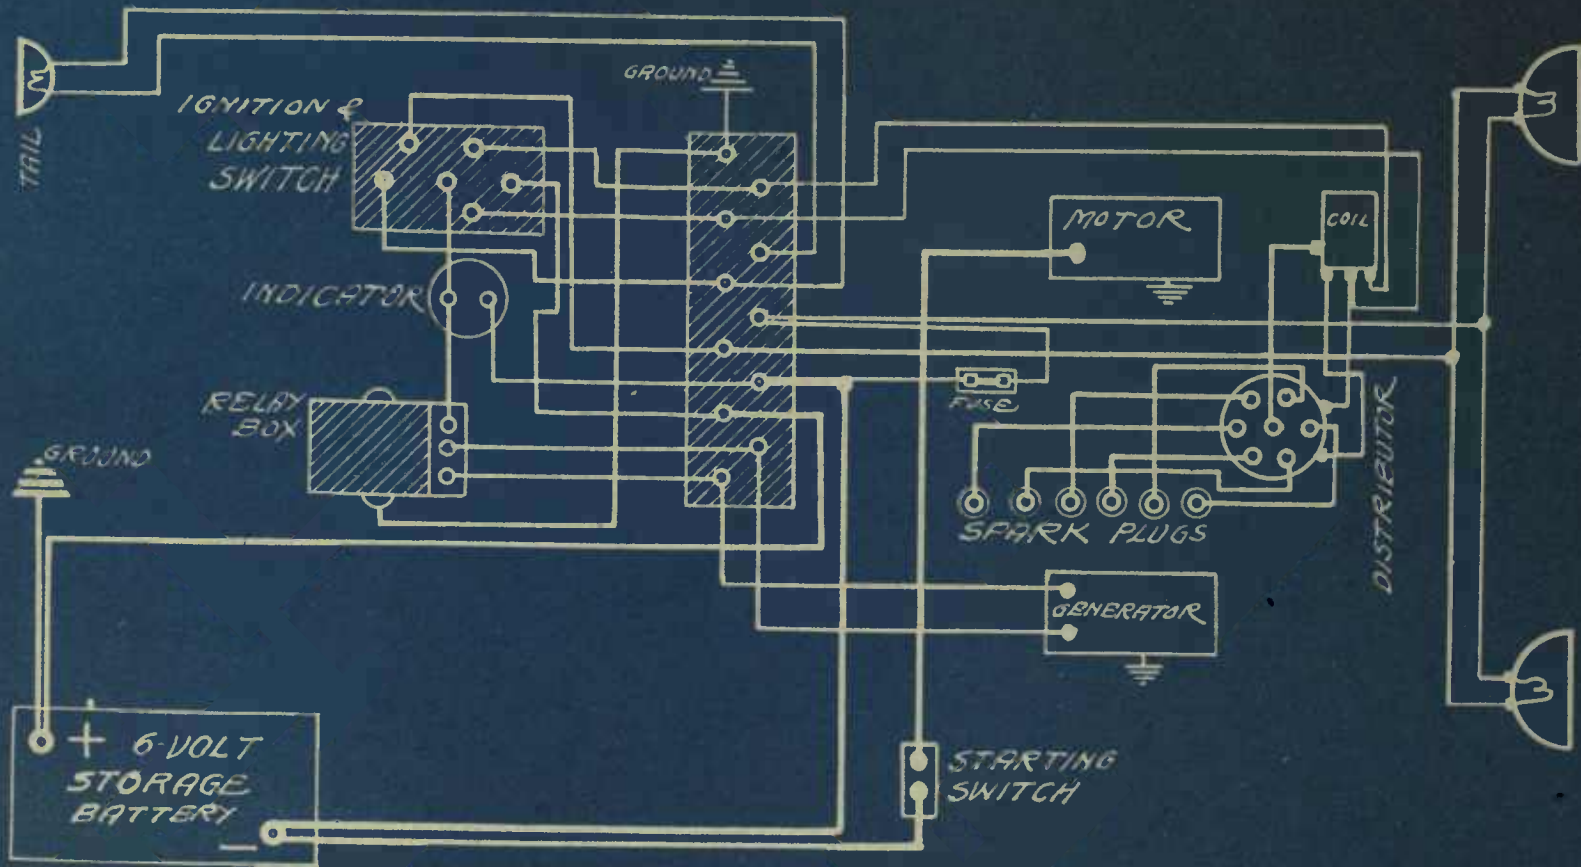 TAIL
IGNITION &
LIGHTING
SWITCH
GROUND
MOTOR
COIL
INDICATOR
RELAY
BOX
FUSE
DISTRIBUTOR
GROUND
SPARK PLUGS
GENERATOR
+ 6-VOLT
STORAGE
BATTERY
−
STARTING
SWITCH